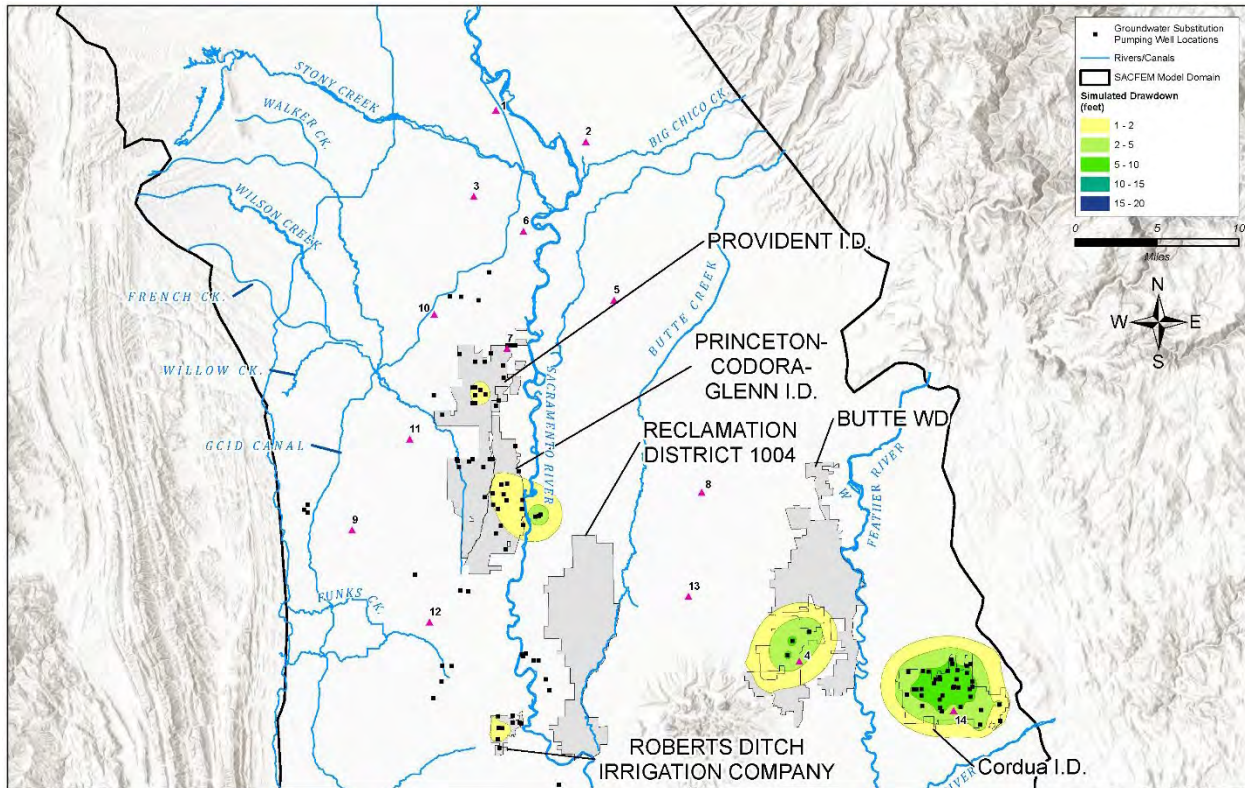 Groundwater Substitution
Pumping Well Locations
Rivers/Canals
SACFEM Model Domain
Simulated Drawdown
(feet)
1 - 2
2 - 5
5 - 10
10 - 15
15 - 20
0 5 10
Miles
N
W E
S
STONY CREEK
WALKER CK.
WILSON CREEK
FRENCH CK.
WILLOW CK.
GCID CANAL
FUNKS CK.
BIG CHICO CK.
BUTTE CREEK
SACRAMENTO RIVER
FEATHER RIVER
W
RIVER
PROVIDENT I.D.
PRINCETON-
CODORA-
GLENN I.D.
RECLAMATION
DISTRICT 1004
BUTTE WD
ROBERTS DITCH
IRRIGATION COMPANY
Cordua I.D.
1
2
3
6
5
10
7
11
8
9
13
12
4
14